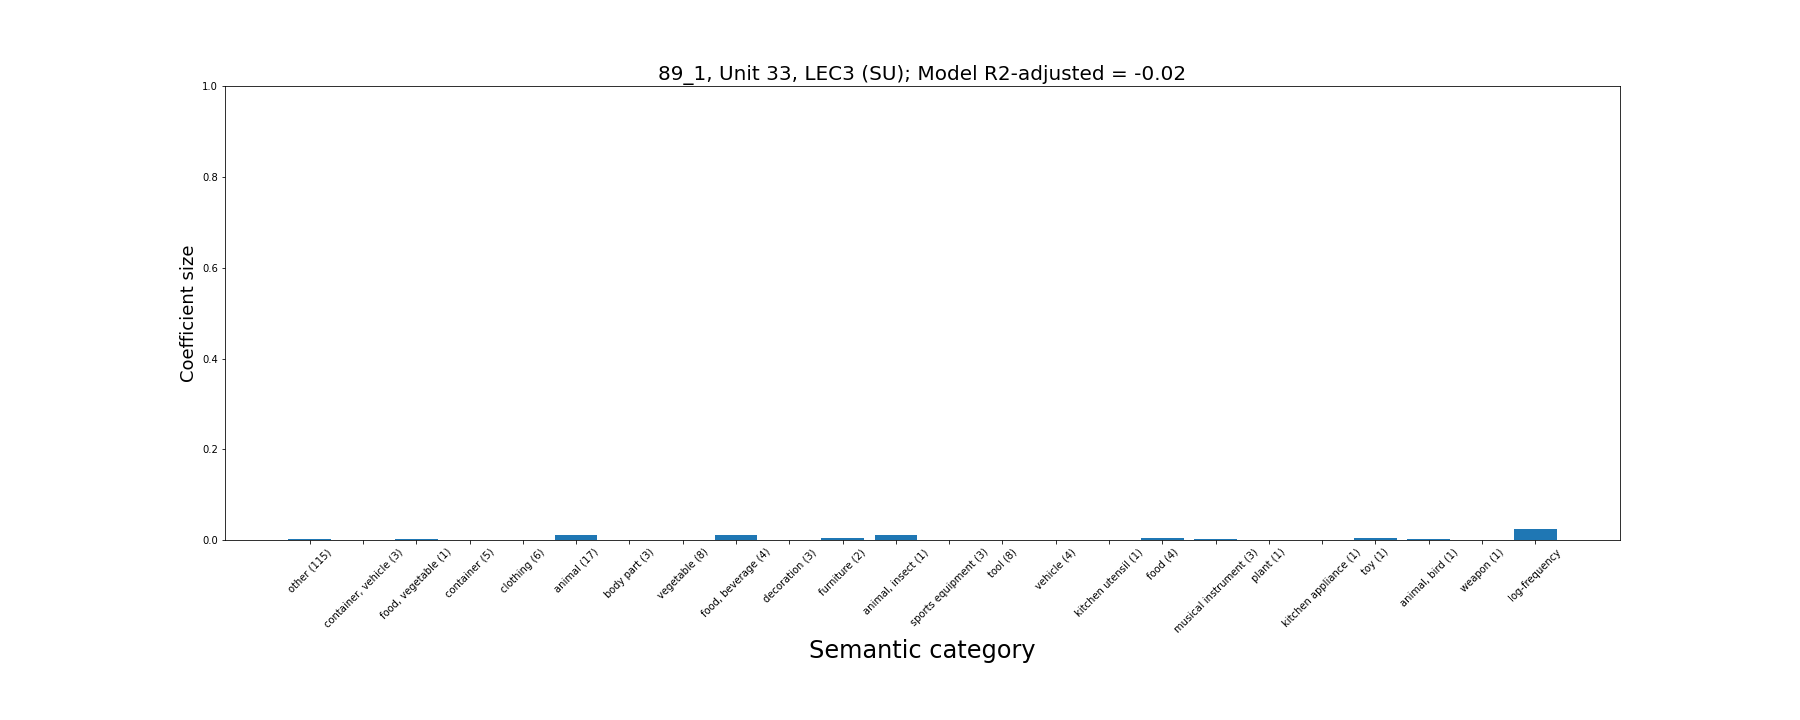 89_1, Unit 33, LEC3 (SU); Model R2-adjusted = -0.02
Coefficient size
1.0
0.8
0.6
0.4
0.2
0.0
other (115)
container, vehicle (3)
food, vegetable (1)
container (5)
clothing (6)
animal (17)
body part (3)
vegetable (8)
food, beverage (4)
decoration (3)
furniture (2)
animal, insect (1)
sports equipment (3)
tool (8)
vehicle (4)
kitchen utensil (1)
food (4)
musical instrument (3)
plant (1)
kitchen appliance (1)
toy (1)
animal, bird (1)
weapon (1)
log-frequency
Semantic category